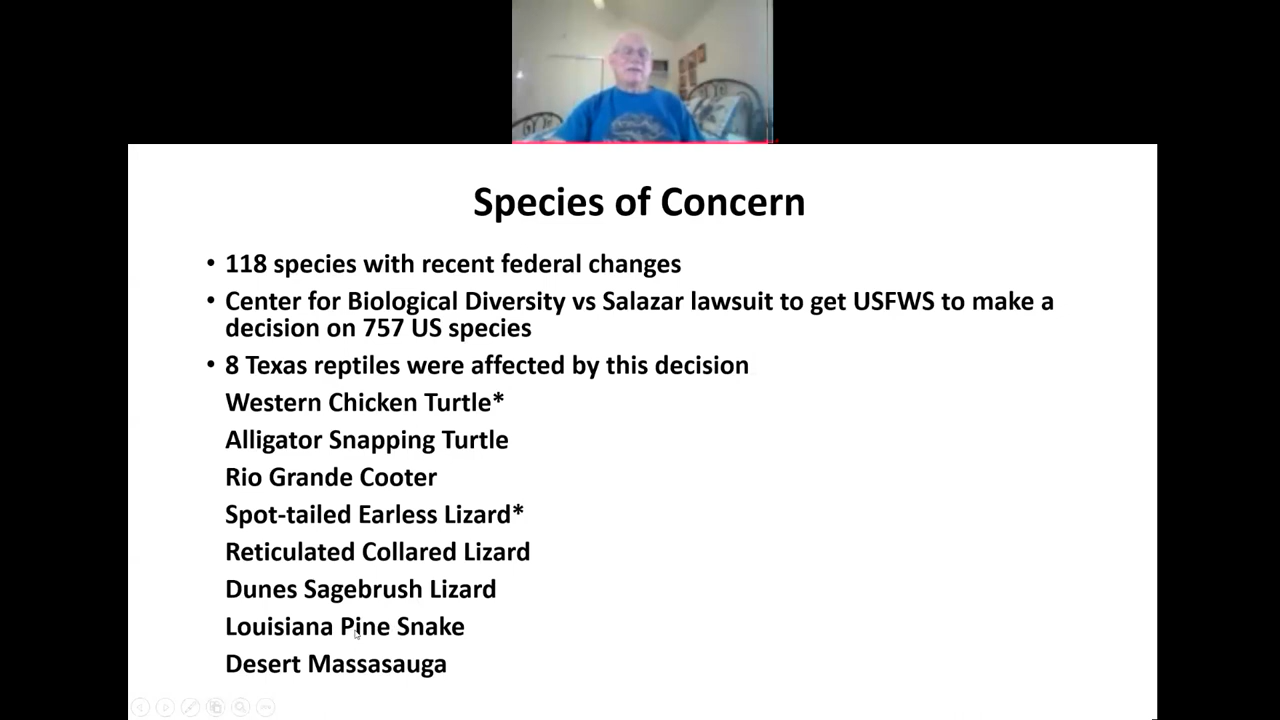 Species of Concern
• 118 species with recent federal changes
• Center for Biological Diversity vs Salazar lawsuit to get USFWS to make a
decision on 757 US species
• 8 Texas reptiles were affected by this decision
Western Chicken Turtle*
Alligator Snapping Turtle
Rio Grande Cooter
Spot-tailed Earless Lizard*
Reticulated Collared Lizard
Dunes Sagebrush Lizard
Louisiana Pine Snake
Desert Massasauga